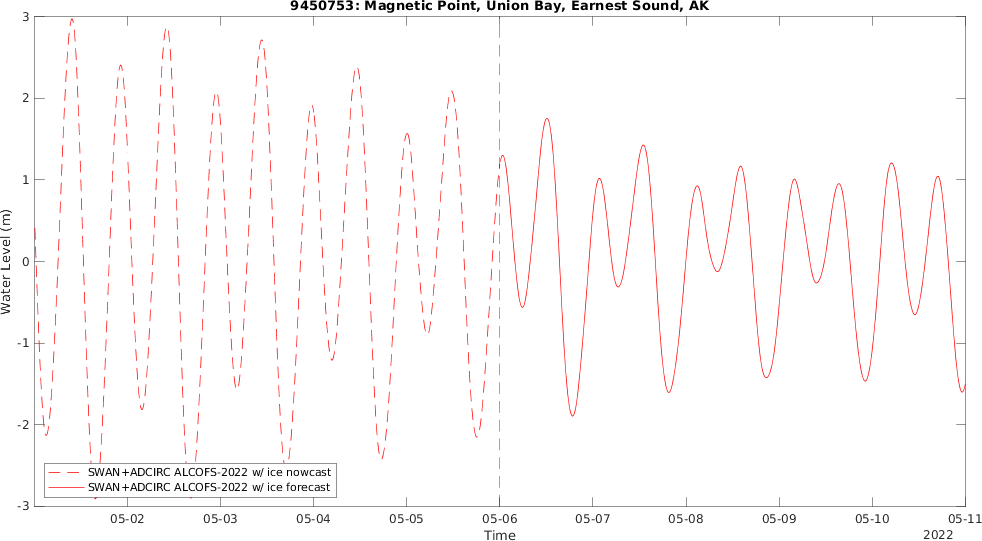 9450753: Magnetic Point, Union Bay, Earnest Sound, AK
3
2
1
0
-1
-2
-3
Water Level (m)
SWAN+ADCIRC ALCOFS-2022 w/ ice nowcast
SWAN+ADCIRC ALCOFS-2022 w/ ice forecast
05-02 05-03 05-04 05-05 05-06 05-07 05-08 05-09 05-10 05-11
Time
2022